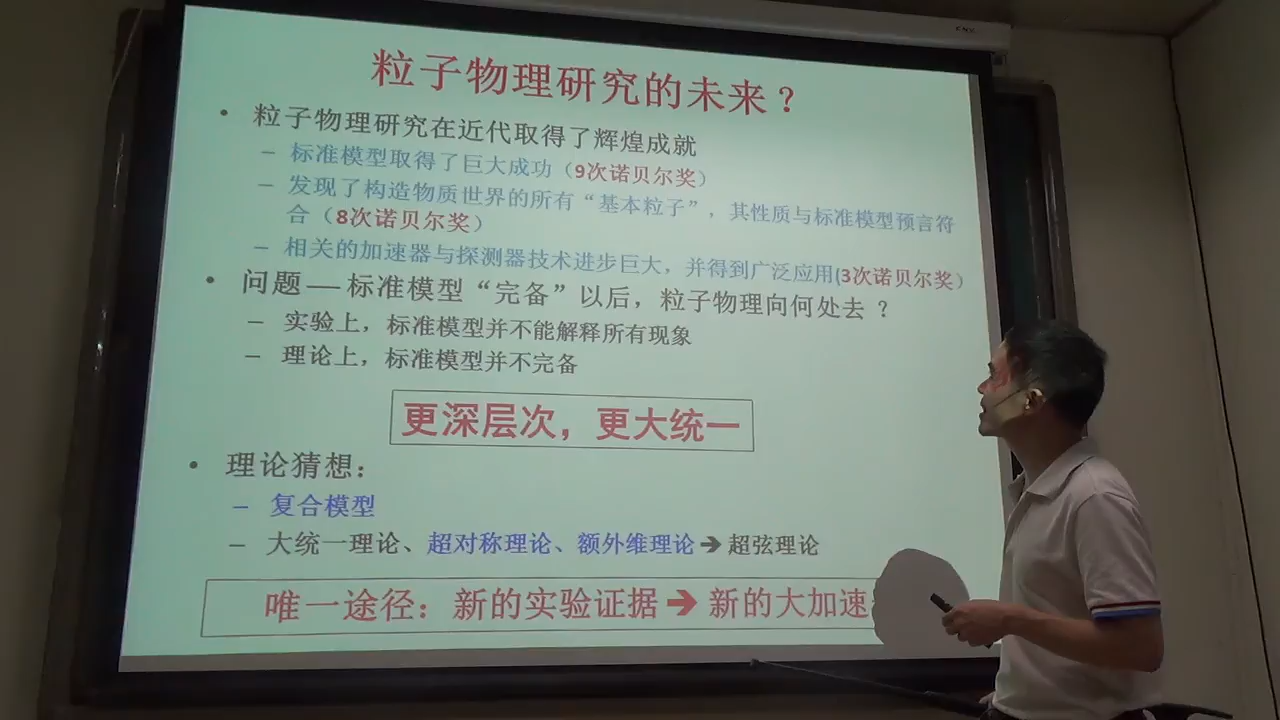 粒子物理研究的未来？
• 粒子物理研究在近代取得了辉煌成就
– 标准模型取得了巨大成功（9次诺贝尔奖）
– 发现了构造物质世界的所有“基本粒子”，其性质与标准模型预言符
合（8次诺贝尔奖）
– 相关的加速器与探测器技术进步巨大，并得到广泛应用(3次诺贝尔奖）
• 问题 — 标准模型“完备”以后，粒子物理向何处去 ？
– 实验上，标准模型并不能解释所有现象
– 理论上，标准模型并不完备
更深层次，更大统一
• 理论猜想：
– 复合模型
– 大统一理论、超对称理论、额外维理论 ➔ 超弦理论
唯一途径：新的实验证据 ➔ 新的大加速